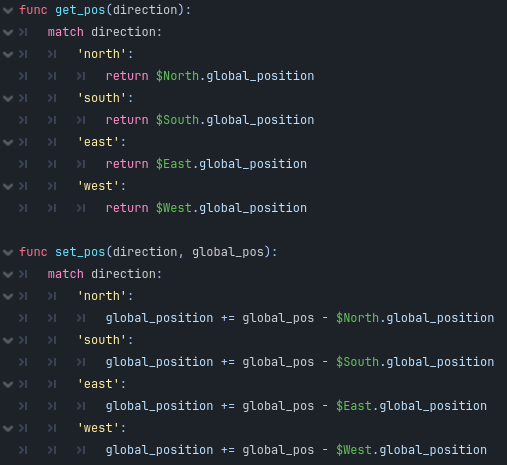 func get_pos(direction):
match direction:
'north':
return $North.global_position
'south':
return $South.global_position
'east':
return $East.global_position
'west':
return $West.global_position
func set_pos(direction, global_pos):
match direction:
'north':
global_position += global_pos - $North.global_position
'south':
global_position += global_pos - $South.global_position
'east':
global_position += global_pos - $East.global_position
'west':
global_position += global_pos - $West.global_position